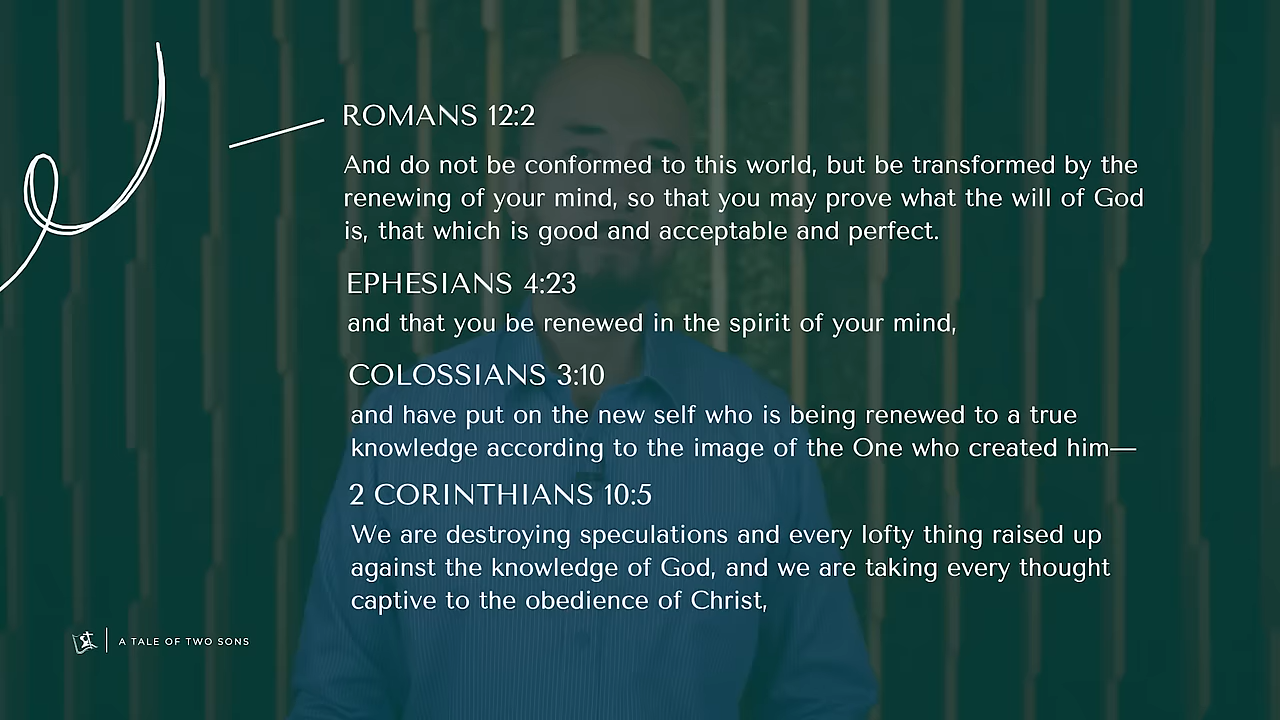 ROMANS 12:2
And do not be conformed to this world, but be transformed by the
renewing of your mind, so that you may prove what the will of God
is, that which is good and acceptable and perfect.
EPHESIANS 4:23
and that you be renewed in the spirit of your mind,
COLOSSIANS 3:10
and have put on the new self who is being renewed to a true
knowledge according to the image of the One who created him—
2 CORINTHIANS 10:5
We are destroying speculations and every lofty thing raised up
against the knowledge of God, and we are taking every thought
captive to the obedience of Christ,
A TALE OF TWO SONS